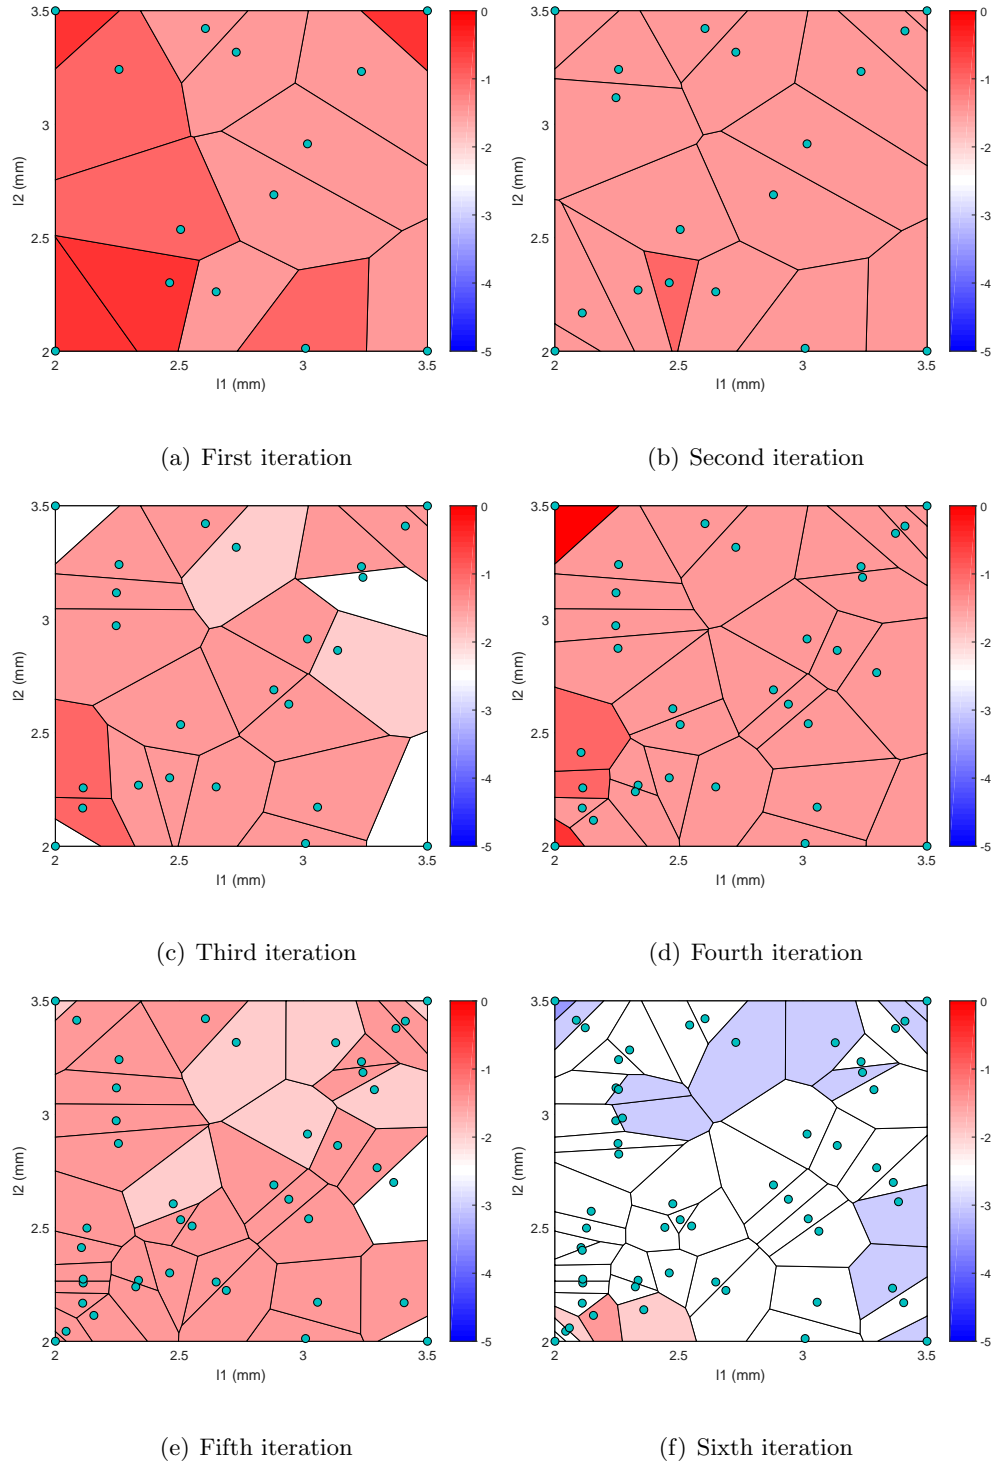 3.5
3
2.5
2
l2 (mm)
2 2.5 3 3.5
l1 (mm)
0
-1
-2
-3
-4
-5
3.5
3
2.5
2
l2 (mm)
2 2.5 3 3.5
l1 (mm)
0
-1
-2
-3
-4
-5
(a) First iteration
(b) Second iteration
3.5
3
2.5
2
l2 (mm)
2 2.5 3 3.5
l1 (mm)
0
-1
-2
-3
-4
-5
3.5
3
2.5
2
l2 (mm)
2 2.5 3 3.5
l1 (mm)
0
-1
-2
-3
-4
-5
(c) Third iteration
(d) Fourth iteration
3.5
3
2.5
2
l2 (mm)
2 2.5 3 3.5
l1 (mm)
0
-1
-2
-3
-4
-5
3.5
3
2.5
2
l2 (mm)
2 2.5 3 3.5
l1 (mm)
0
-1
-2
-3
-4
-5
(e) Fifth iteration
(f) Sixth iteration